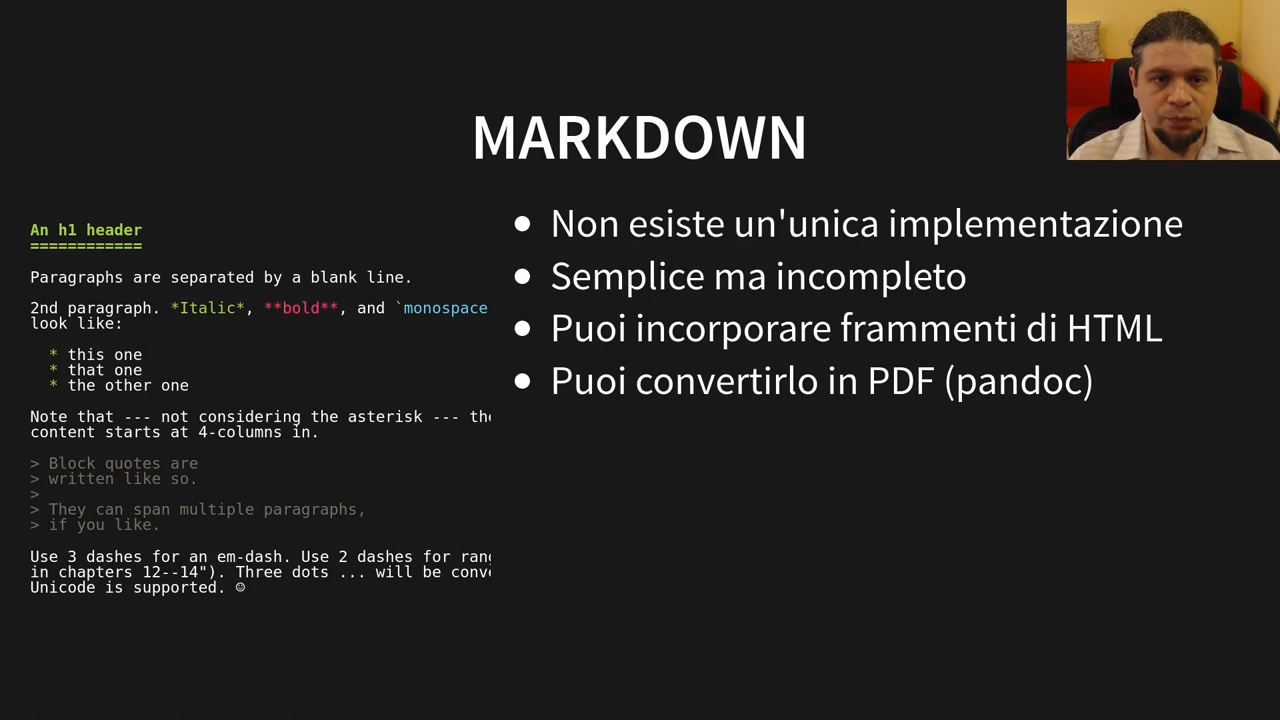 MARKDOWN
An h1 header
============
Paragraphs are separated by a blank line.
2nd paragraph. *Italic*, **bold**, and `monospace
look like:
* this one
* that one
* the other one
Note that --- not considering the asterisk --- the
content starts at 4-columns in.
> Block quotes are
> written like so.
>
> They can span multiple paragraphs,
> if you like.
Use 3 dashes for an em-dash. Use 2 dashes for
in chapters 12--14"). Three dots ... will be
Unicode is supported. ☺
● Non esiste un'unica implementazione
● Semplice ma incompleto
● Puoi incorporare frammenti di HTML
● Puoi convertirlo in PDF (pandoc)